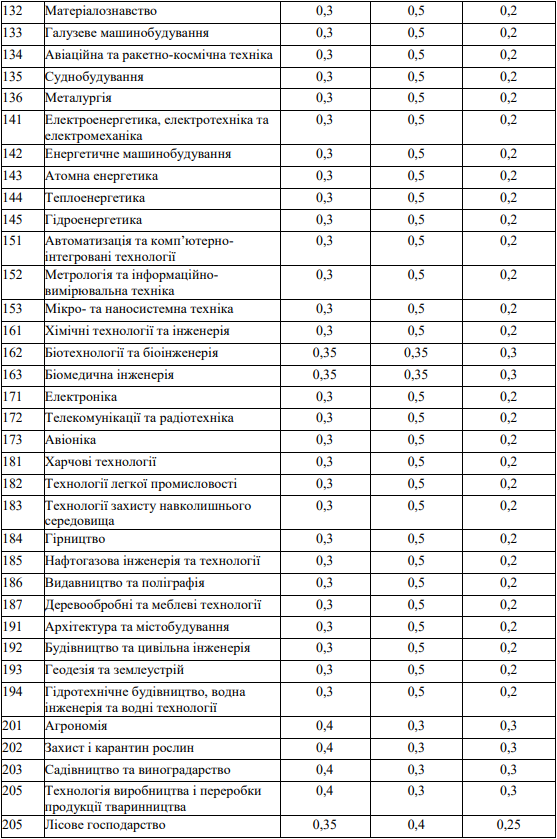 132 Матеріалознавство 0,3 0,5 0,2
133 Галузеве машинобудування 0,3 0,5 0,2
134 Авіаційна та ракетно-космічна техніка 0,3 0,5 0,2
135 Суднобудування 0,3 0,5 0,2
136 Металургія 0,3 0,5 0,2
141 Електроенергетика, електротехніка та 0,3 0,5 0,2
електромеханіка
142 Енергетичне машинобудування 0,3 0,5 0,2
143 Атомна енергетика 0,3 0,5 0,2
144 Теплоенергетика 0,3 0,5 0,2
145 Гідроенергетика 0,3 0,5 0,2
151 Автоматизація та комп’ютерно- 0,3 0,5 0,2
інтегровані технології
152 Метрологія та інформаційно- 0,3 0,5 0,2
вимірювальна техніка
153 Мікро- та наносистемна техніка 0,3 0,5 0,2
161 Хімічні технології та інженерія 0,3 0,5 0,2
162 Біотехнології та біоінженерія 0,35 0,35 0,3
163 Біомедична інженерія 0,35 0,35 0,3
171 Електроніка 0,3 0,5 0,2
172 Телекомунікації та радіотехніка 0,3 0,5 0,2
173 Авіоніка 0,3 0,5 0,2
181 Харчові технології 0,3 0,5 0,2
182 Технології легкої промисловості 0,3 0,5 0,2
183 Технології захисту навколишнього 0,3 0,5 0,2
середовища
184 Гірництво 0,3 0,5 0,2
185 Нафтогазова інженерія та технології 0,3 0,5 0,2
186 Видавництво та поліграфія 0,3 0,5 0,2
187 Деревообробні та меблеві технології 0,3 0,5 0,2
191 Архітектура та містобудування 0,3 0,5 0,2
192 Будівництво та цивільна інженерія 0,3 0,5 0,2
193 Геодезія та землеустрій 0,3 0,5 0,2
194 Гідротехнічне будівництво, водна 0,3 0,5 0,2
інженерія та водні технології
201 Агрономія 0,4 0,3 0,3
202 Захист і карантин рослин 0,4 0,3 0,3
203 Садівництво та виноградарство 0,4 0,3 0,3
205 Технологія виробництва і переробки 0,4 0,3 0,3
продукції тваринництва
205 Лісове господарство 0,35 0,4 0,25